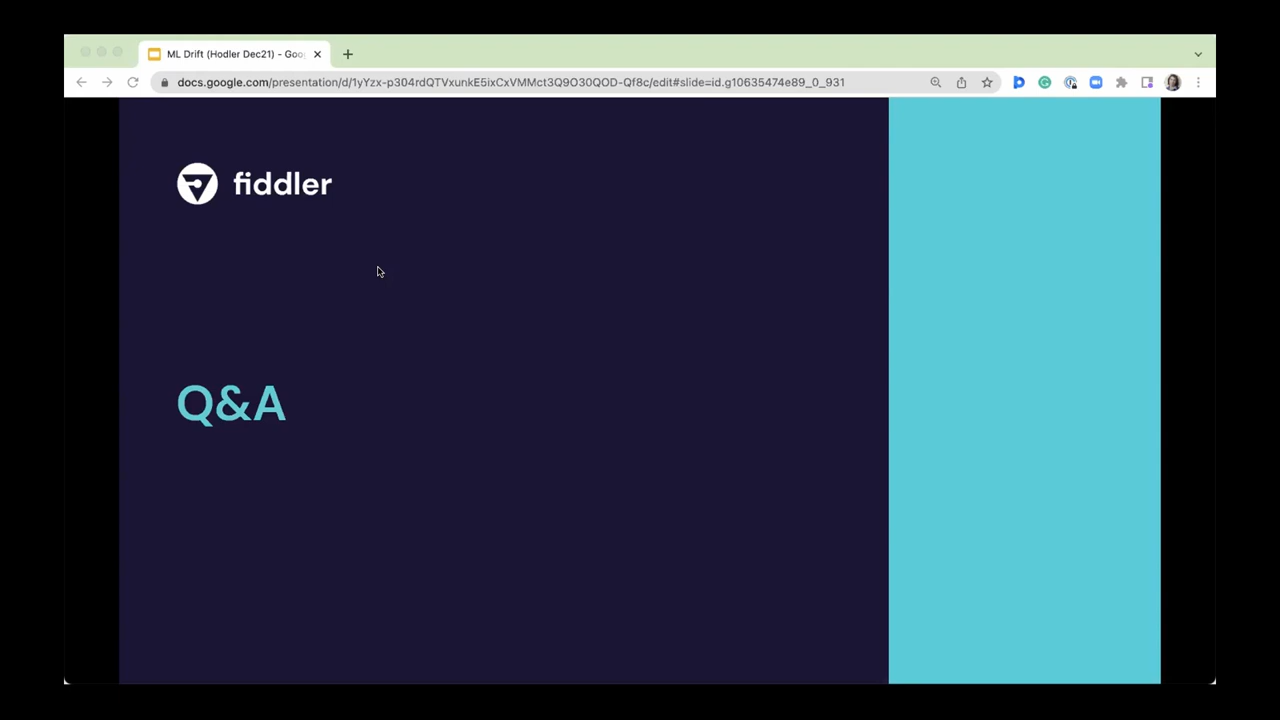 ML Drift (Hodler Dec21) - Goo
docs.google.com/presentation/d/1yYzx-p304rdQTVxunkE5ixCxVMMct3Q9O30QOD-Qf8c/edit#slide=id.g10635474e89_0_931
fiddler
Q&A